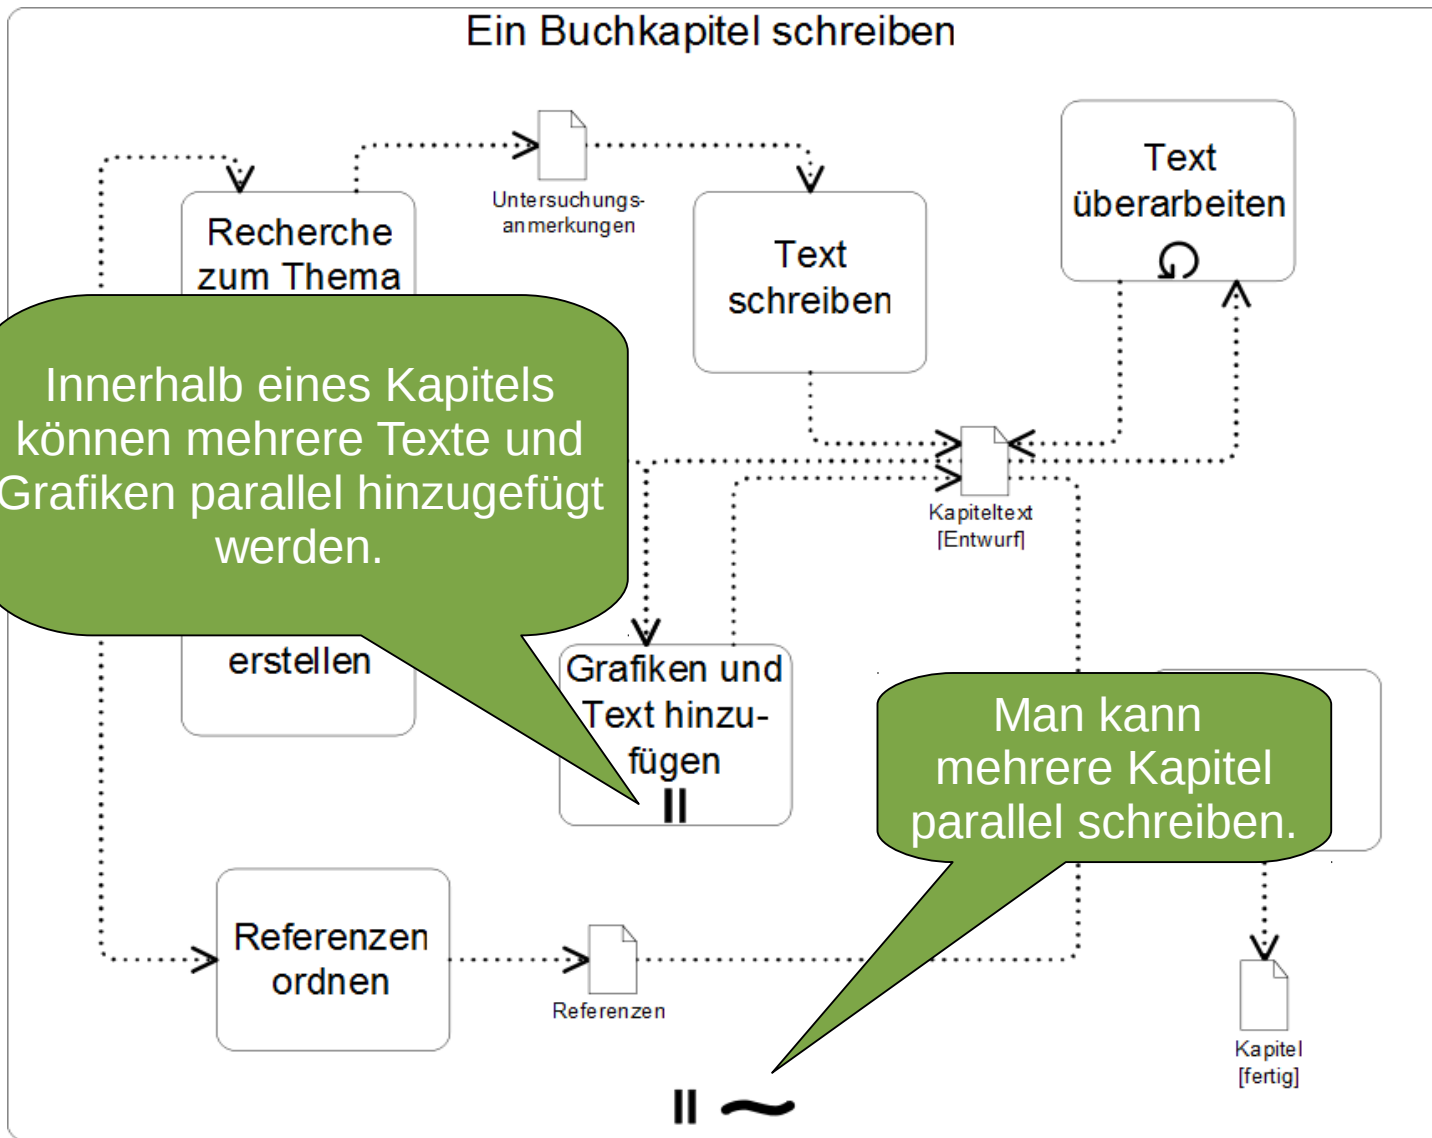 Ein Buchkapitel schreiben
Recherche
zum Thema
Untersuchungs-
anmerkungen
Text
schreiben
Text
überarbeiten
Innerhalb eines Kapitels
können mehrere Texte und
Grafiken parallel hinzugefügt
werden.
Kapiteltext
[Entwurf]
erstellen
Grafiken und
Text hinzu-
fügen
Man kann
mehrere Kapitel
parallel schreiben.
Referenzen
ordnen
Referenzen
Kapitel
[fertig]